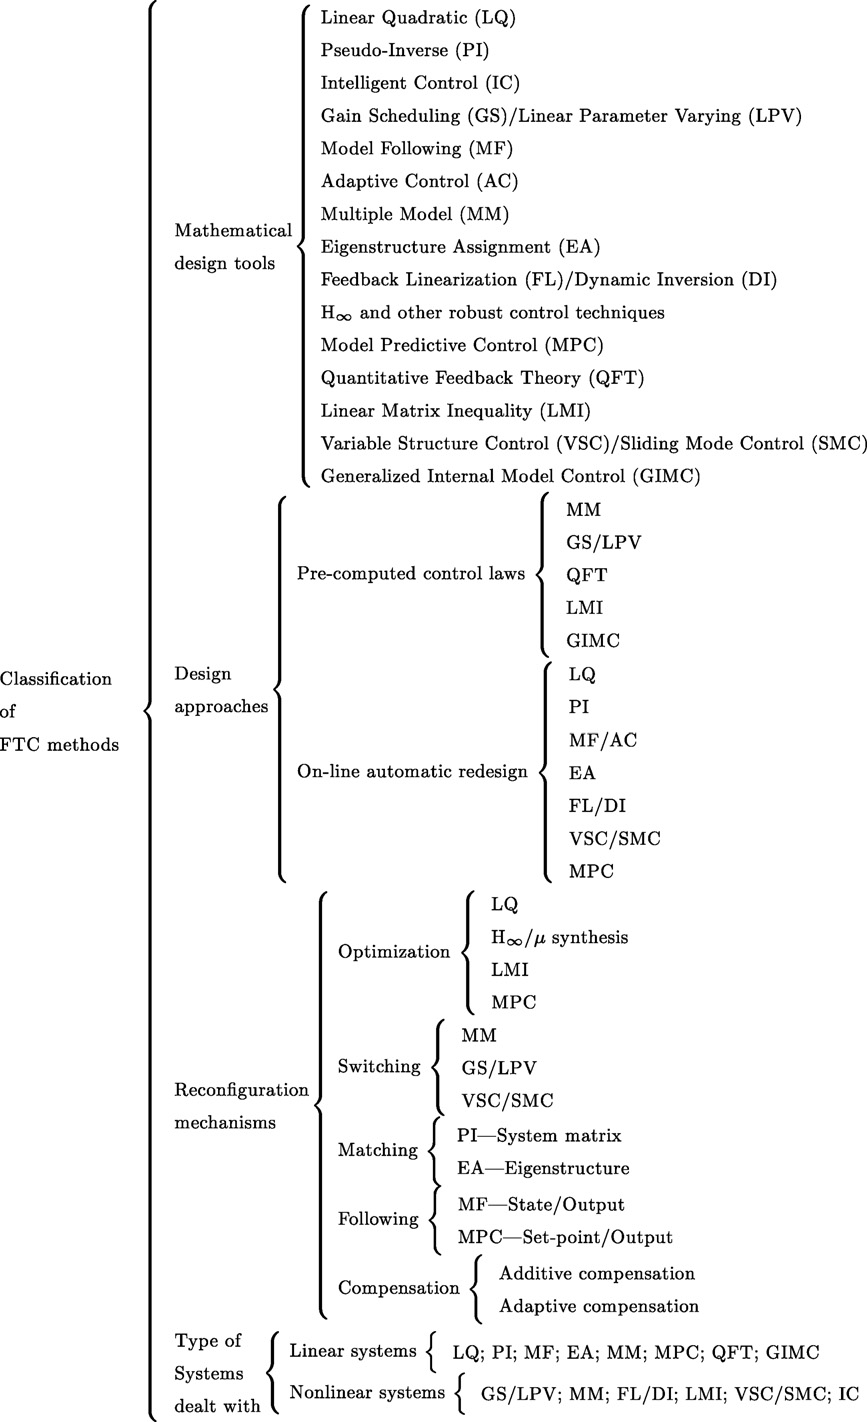 Classification
of
FTC methods
Mathematical
design tools
Linear Quadratic (LQ)
Pseudo-Inverse (PI)
Intelligent Control (IC)
Gain Scheduling (GS)/Linear Parameter Varying (LPV)
Model Following (MF)
Adaptive Control (AC)
Multiple Model (MM)
Eigenstructure Assignment (EA)
Feedback Linearization (FL)/Dynamic Inversion (DI)
H∞ and other robust control techniques
Model Predictive Control (MPC)
Quantitative Feedback Theory (QFT)
Linear Matrix Inequality (LMI)
Variable Structure Control (VSC)/Sliding Mode Control (SMC)
Generalized Internal Model Control (GIMC)
Design
approaches
Pre-computed control laws
MM
GS/LPV
QFT
LMI
GIMC
On-line automatic redesign
LQ
PI
MF/AC
EA
FL/DI
VSC/SMC
MPC
Reconfiguration
mechanisms
Optimization
LQ
H∞/μ synthesis
LMI
MPC
Switching
MM
GS/LPV
VSC/SMC
Matching
PI—System matrix
EA—Eigenstructure
Following
MF—State/Output
MPC—Set-point/Output
Compensation
Additive compensation
Adaptive compensation
Type of
Systems
dealt with
Linear systems
LQ; PI; MF; EA; MM; MPC; QFT; GIMC
Nonlinear systems
GS/LPV; MM; FL/DI; LMI; VSC/SMC; IC